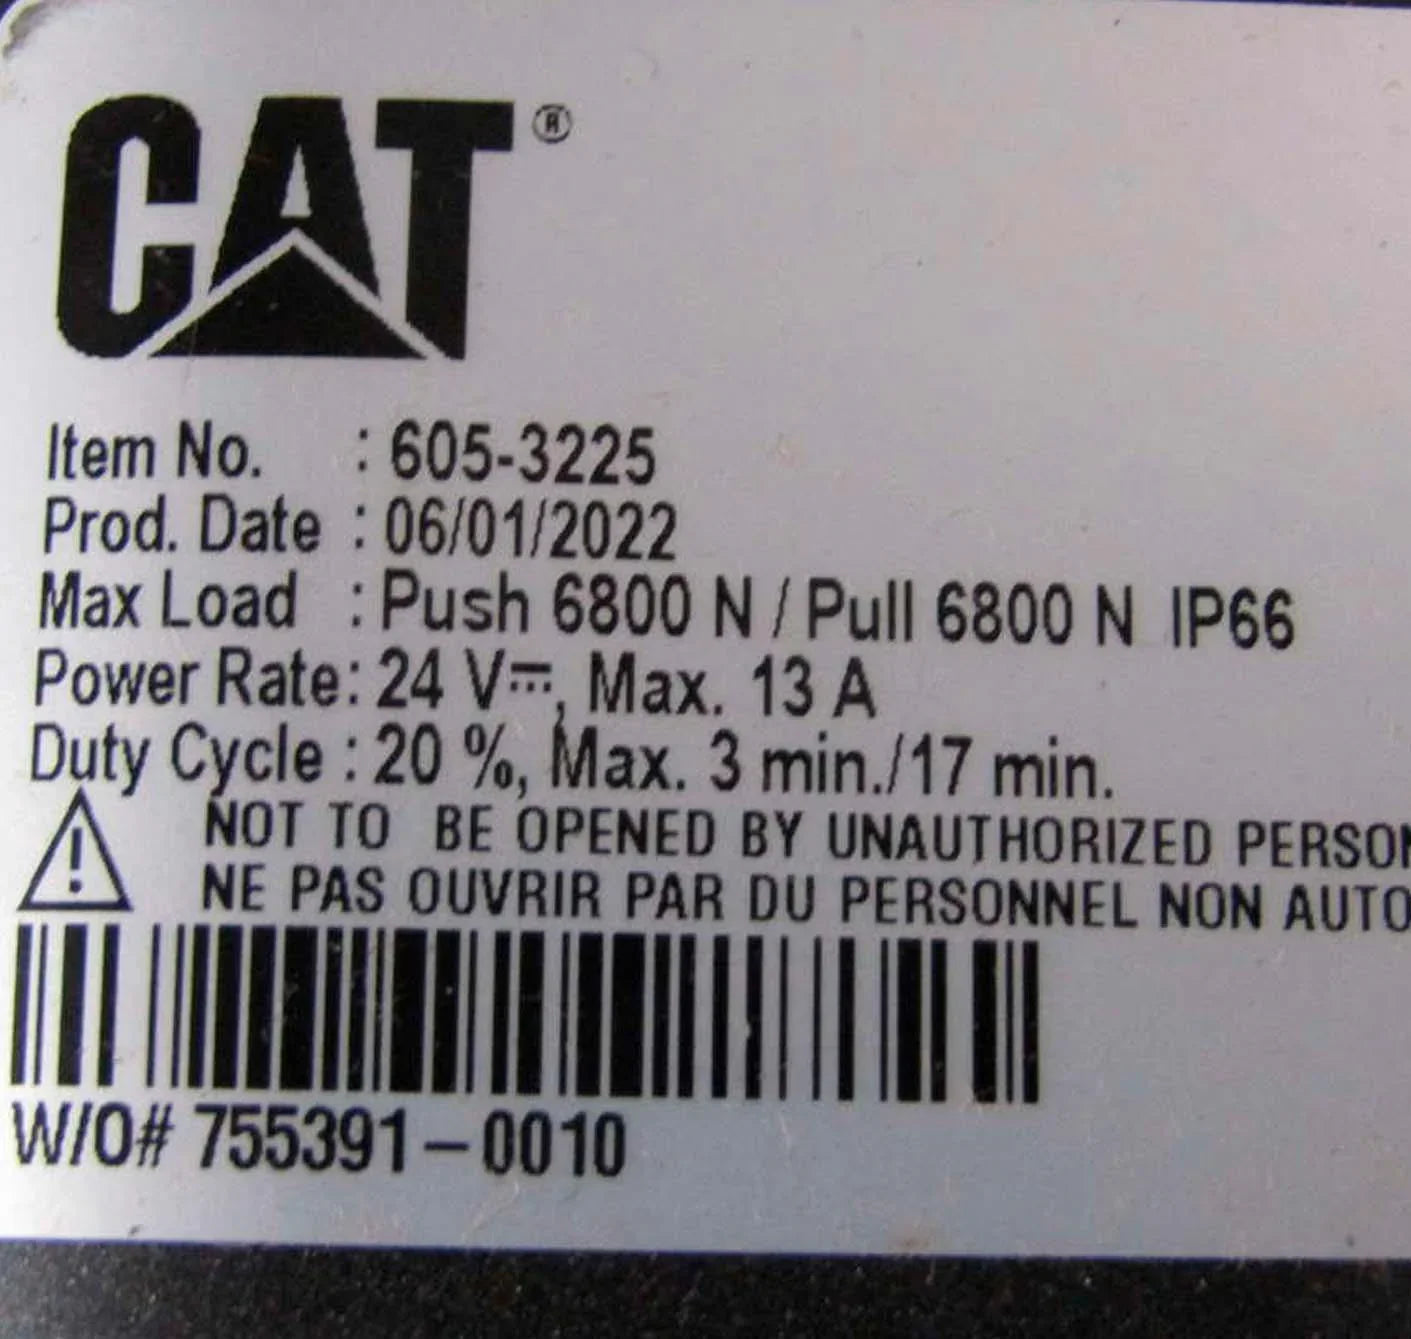 CAT®
Item No. : 605-3225
Prod. Date : 06/01/2022
Max Load : Push 6800 N / Pull 6800 N IP66
Power Rate: 24 V⎓, Max. 13 A
Duty Cycle : 20 %, Max. 3 min./17 min.
NOT TO BE OPENED BY UNAUTHORIZED PERSON
NE PAS OUVRIR PAR DU PERSONNEL NON AUTO
W/O# 755391-0010